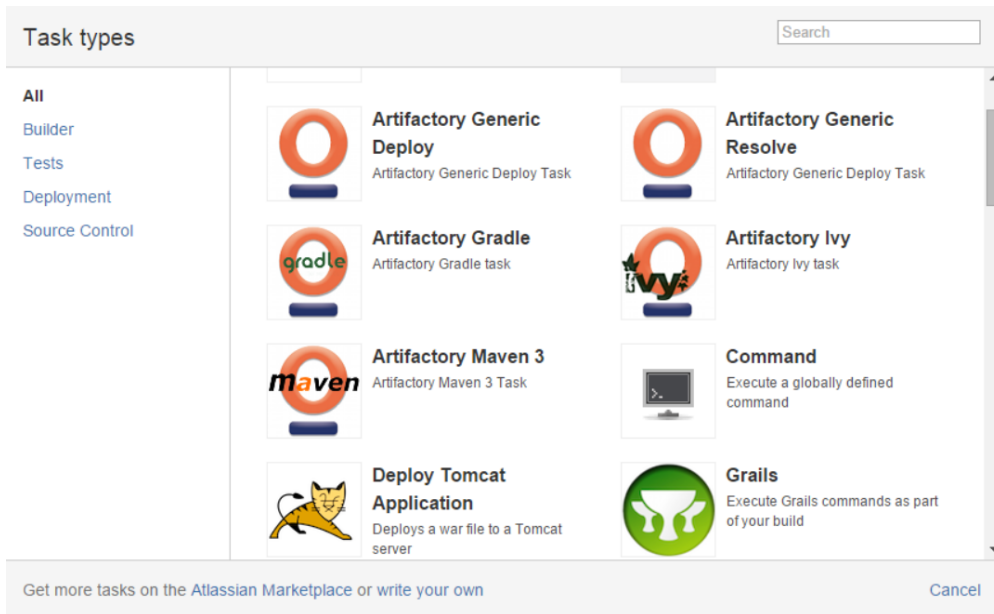 Task types
Search
All
Builder
Tests
Deployment
Source Control
Artifactory Generic
Deploy
Artifactory Generic Deploy Task
Artifactory Generic
Resolve
Artifactory Generic Deploy Task
gradle
Artifactory Gradle
Artifactory Gradle task
ivy
Artifactory Ivy
Artifactory Ivy task
maven
Artifactory Maven 3
Artifactory Maven 3 Task
>_
Command
Execute a globally defined
command
Deploy Tomcat
Application
Deploys a war file to a Tomcat
server
Grails
Execute Grails commands as part
of your build
Get more tasks on the Atlassian Marketplace or write your own
Cancel